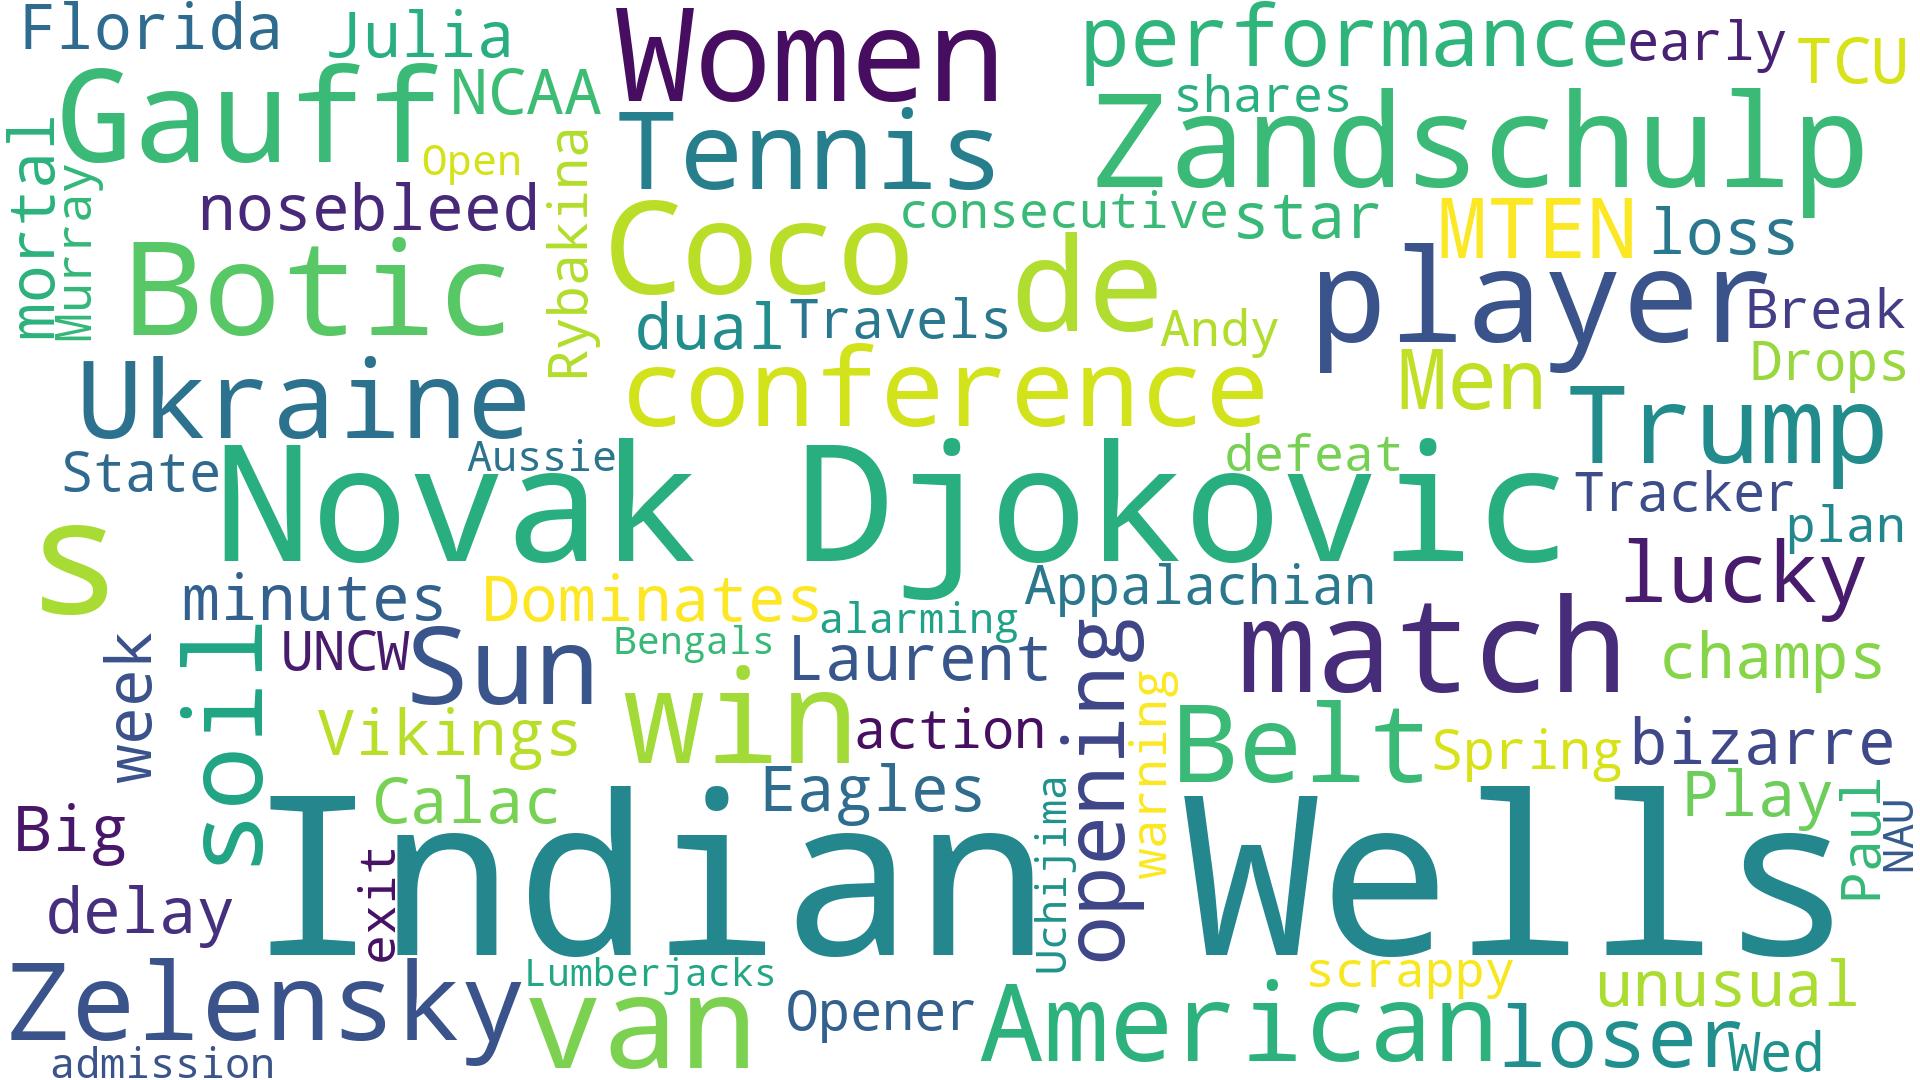 Florida
Julia
Women
performance
early
TCU
Gauff
NCAA
shares
Zandschulp
Tennis
Open
mortal
Murray
nosebleed
Rybakina
Coco
consecutive
star
MTEN
loss
Botic
de
player
dual
Travels
Andy
Break
Drops
Ukraine
conference
Men
Trump
State
Aussie
defeat
Novak Djokovic
Tracker
plan
s
lucky
minutes
Dominates
alarming
Appalachian
week
soil
UNCW
Sun
Bengals
Laurent
opening
match
champs
Vikings
win
action
warning
Belt
Spring
bizarre
Calac
Eagles
Play
Big
exit
Indian Wells
Uchijima
Paul
NAU
delay
Zelensky
Lumberjacks
van
Opener
American
scrappy
unusual
loser
Wed
admission